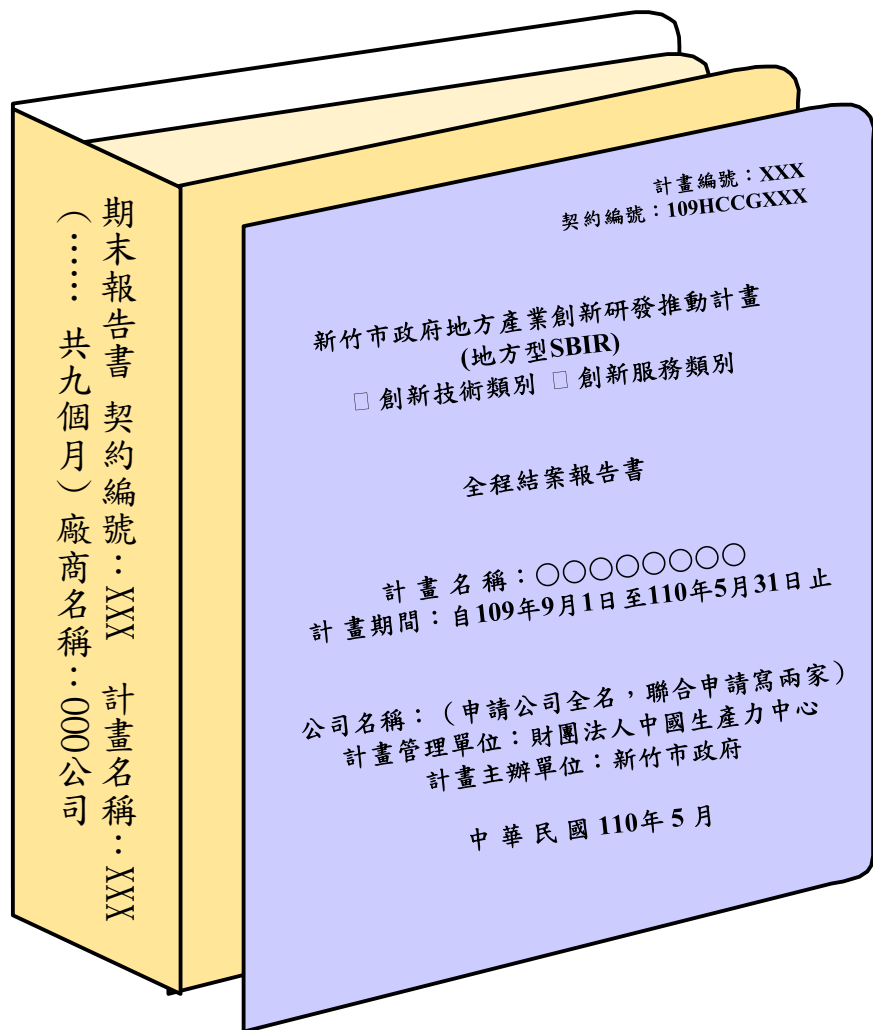 計畫編號：XXX
契約編號：109HCCGXXX
新竹市政府地方產業創新研發推動計畫
(地方型SBIR)
□ 創新技術類別 □ 創新服務類別
全程結案報告書
計 畫 名 稱：○○○○○○○○
計 畫期間：自109年9月1日至110年5月31日止
公司名稱：（申請公司全名，聯合申請寫兩家）
計畫管理單位：財團法人中國生產力中心
計畫主辦單位：新竹市政府
中 華 民 國 110年 5 月
期末報告書 契約編號：XXX 計畫名稱：XXX
（…… 共九個月）廠商名稱：OOO公司